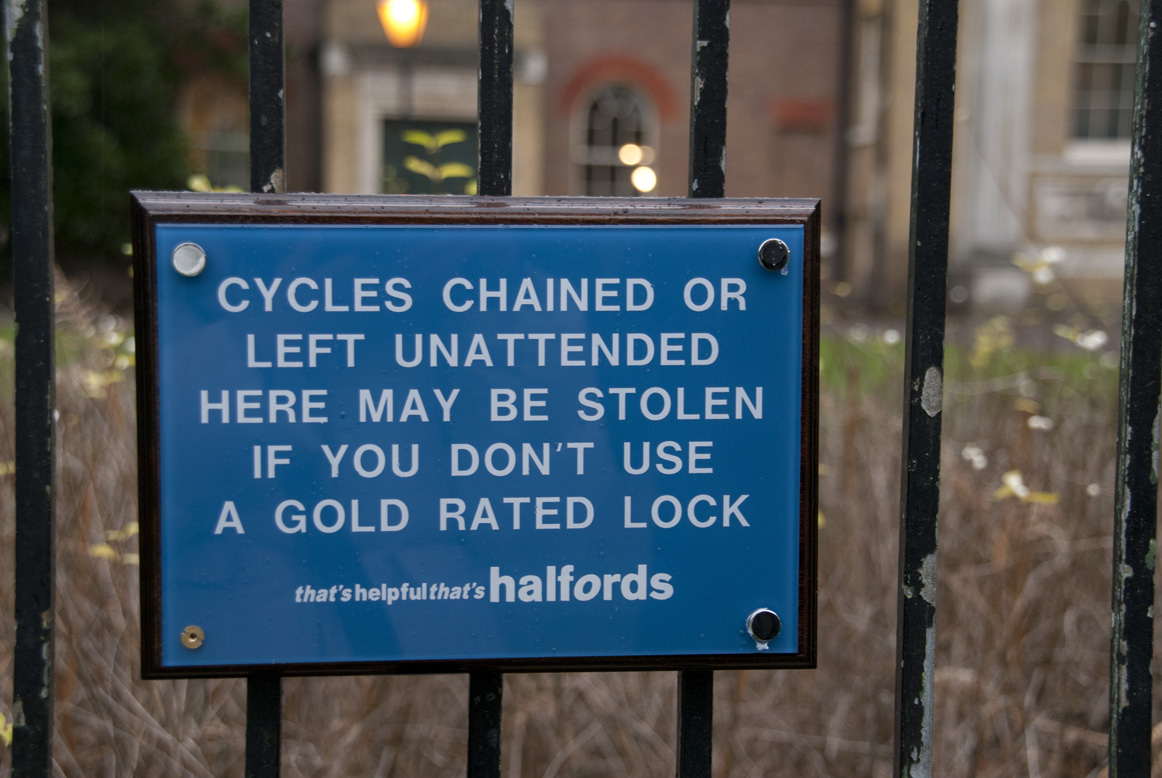 CYCLES CHAINED OR
LEFT UNATTENDED
HERE MAY BE STOLEN
IF YOU DON'T USE
A GOLD RATED LOCK
that's helpful that's halfords